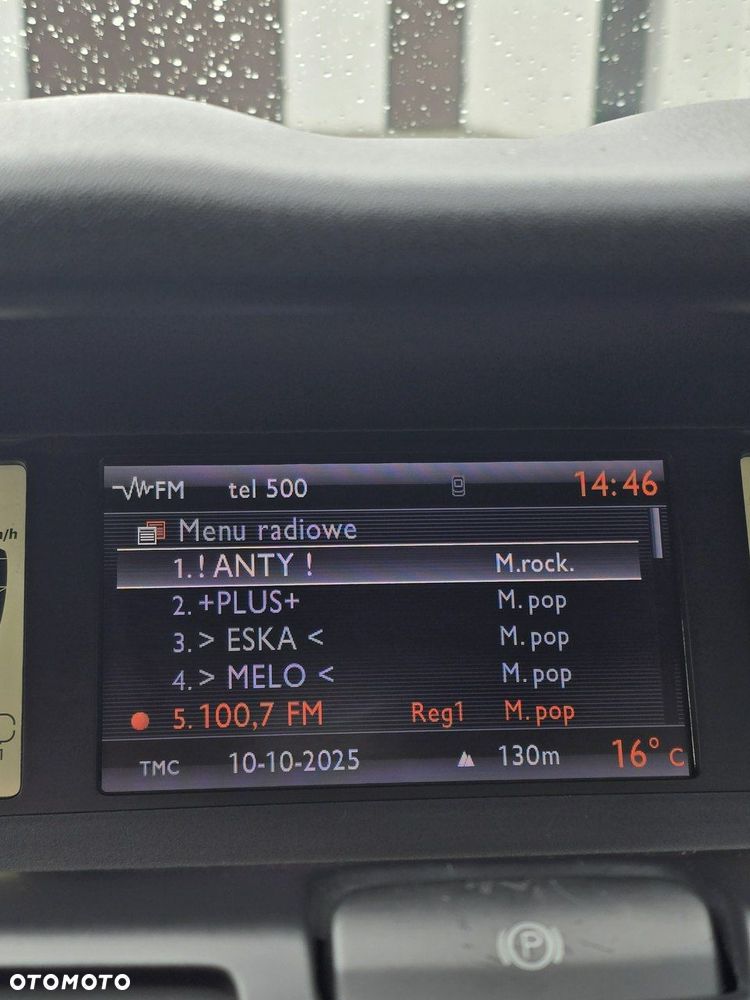 FM tel 500 14:46
Menu radiowe
1. ! ANTY ! M.rock.
2. +PLUS+ M. pop
3. > ESKA < M. pop
4. > MELO < M. pop
5. 100,7 FM Reg1 M. pop
TMC 10-10-2025 130m 16° C
/h
C
P
OTOMOTO